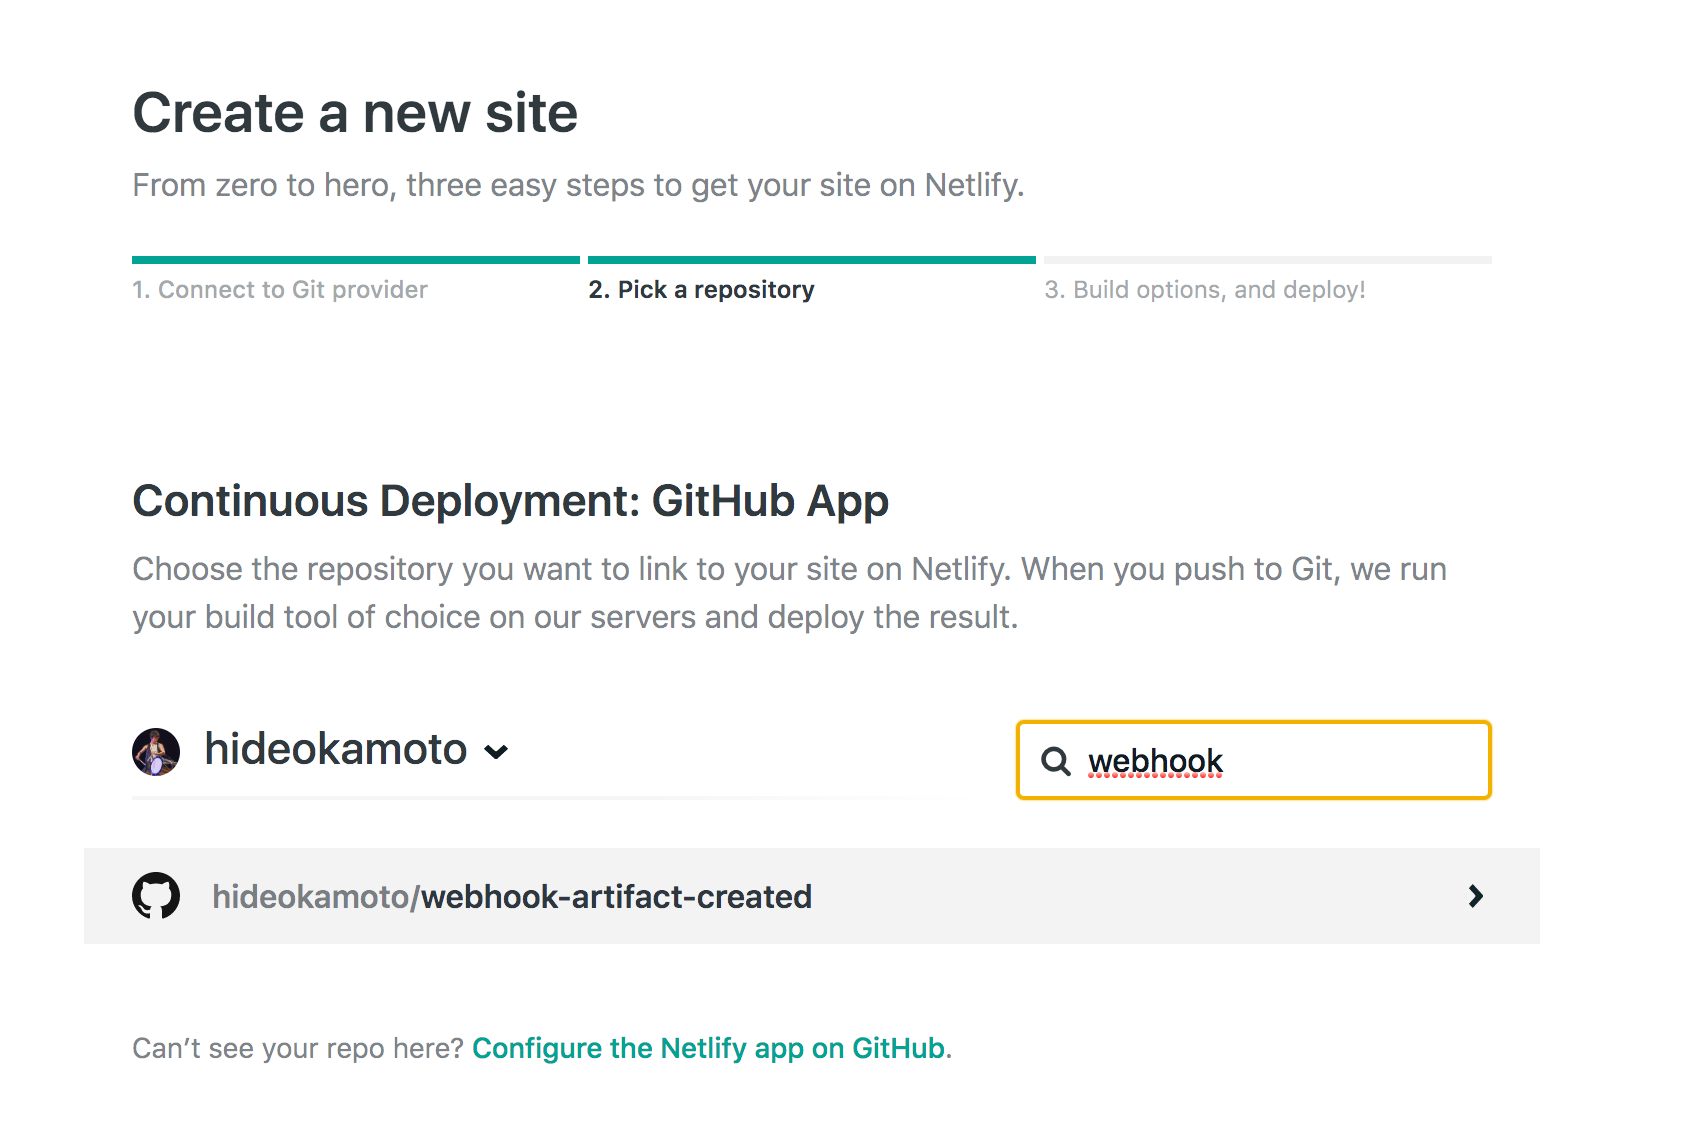 Create a new site
From zero to hero, three easy steps to get your site on Netlify.
1. Connect to Git provider
2. Pick a repository
3. Build options, and deploy!
Continuous Deployment: GitHub App
Choose the repository you want to link to your site on Netlify. When you push to Git, we run
your build tool of choice on our servers and deploy the result.
hideokamoto
webhook
hideokamoto/webhook-artifact-created
Can’t see your repo here? Configure the Netlify app on GitHub.